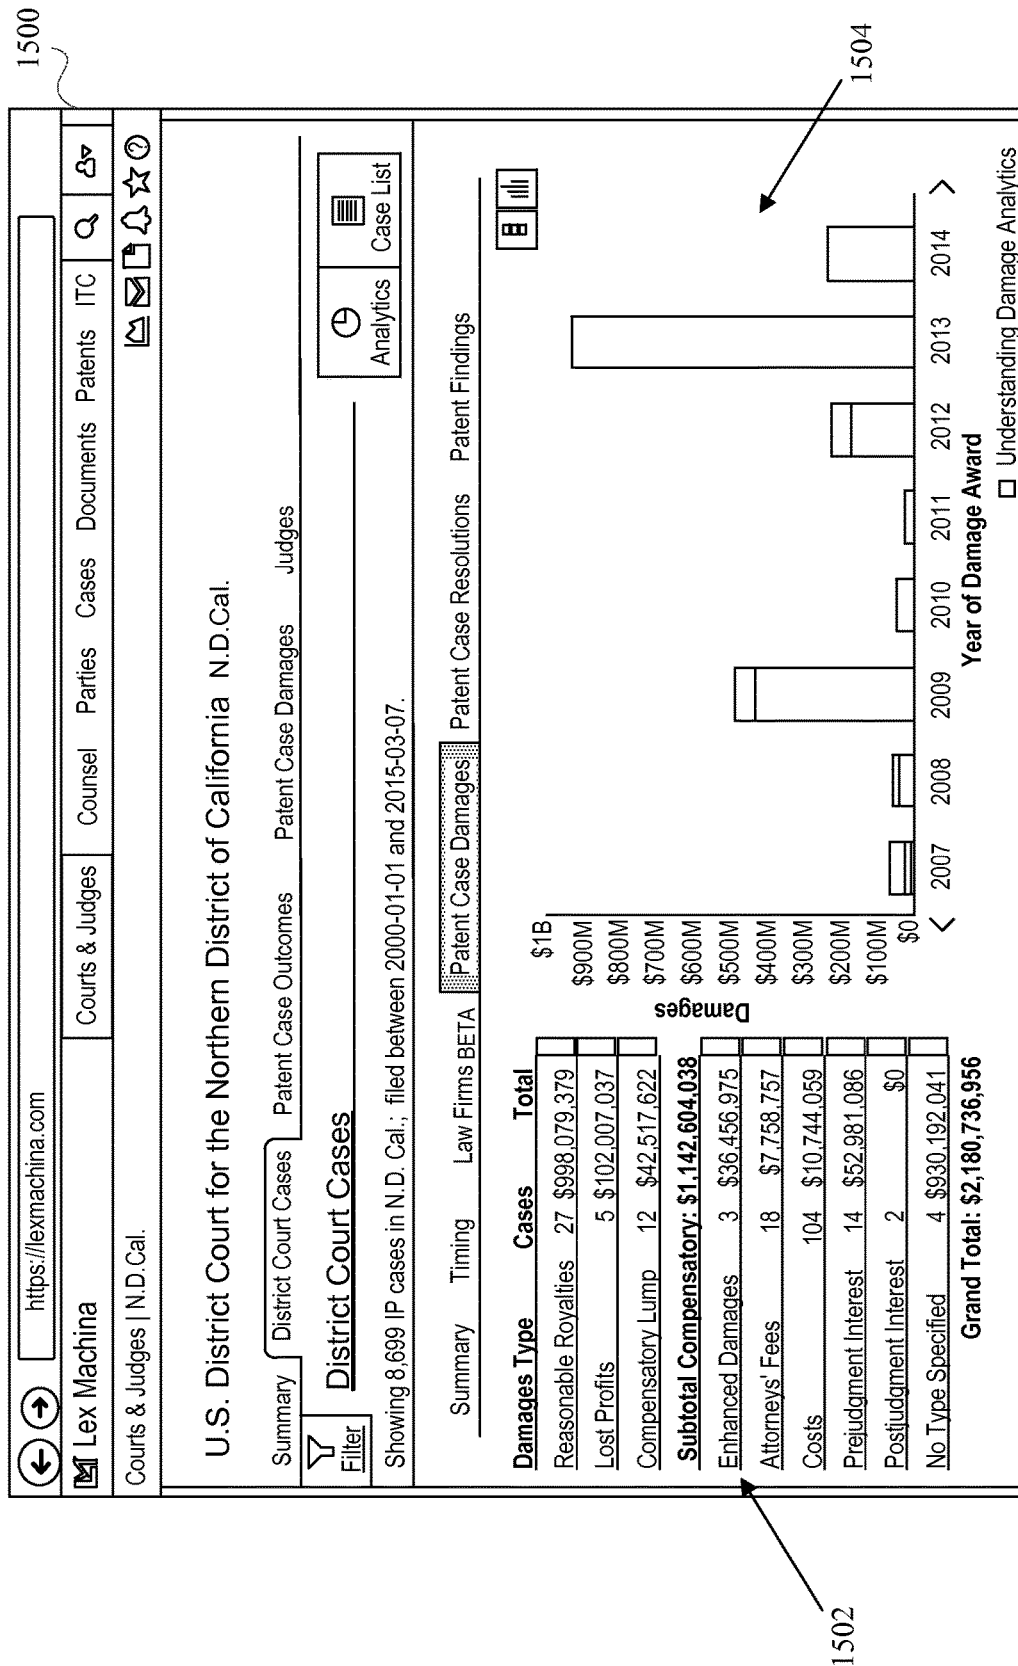 1500
https://lexmachina.com
Lex Machina
Courts & Judges Counsel Parties Cases Documents Patents ITC
Courts & Judges | N.D.Cal.
U.S. District Court for the Northern District of California N.D.Cal.
Summary District Court Cases Patent Case Outcomes Patent Case Damages Judges
Filter
District Court Cases
Analytics
Case List
Showing 8,699 IP cases in N.D. Cal.; filed between 2000-01-01 and 2015-03-07.
Summary Timing Law Firms BETA Patent Case Damages Patent Case Resolutions Patent Findings
Damages Type Cases Total
Reasonable Royalties 27 $998,079,379
Lost Profits 5 $102,007,037
Compensatory Lump 12 $42,517,622
Subtotal Compensatory: $1,142,604,038
Enhanced Damages 3 $36,456,975
Attorneys' Fees 18 $7,758,757
Costs 104 $10,744,059
Prejudgment Interest 14 $52,981,086
Postjudgment Interest 2 $0
No Type Specified 4 $930,192,041
Grand Total: $2,180,736,956
Damages
$1B
$900M
$800M
$700M
$600M
$500M
$400M
$300M
$200M
$100M
$0
< 2007 2008 2009 2010 2011 2012 2013 2014 >
Year of Damage Award
Understanding Damage Analytics
1502
1504